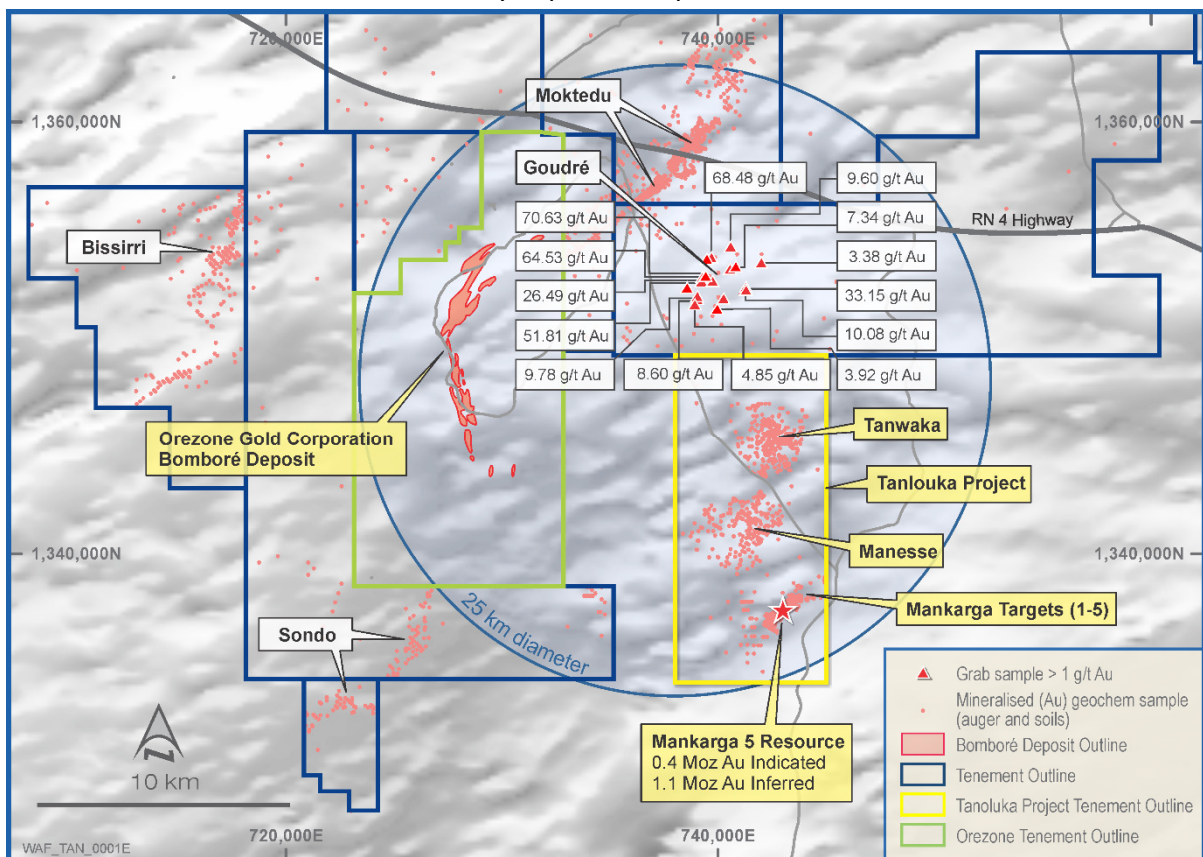 720,000E
740,000E
Moktedu
1,360,000N
1,360,000N
Goudré
68.48 g/t Au
9.60 g/t Au
70.63 g/t Au
7.34 g/t Au
RN 4 Highway
Bissirri
64.53 g/t Au
3.38 g/t Au
26.49 g/t Au
33.15 g/t Au
51.81 g/t Au
10.08 g/t Au
9.78 g/t Au
8.60 g/t Au
4.85 g/t Au
3.92 g/t Au
Orezone Gold Corporation
Bomboré Deposit
Tanwaka
Tanlouka Project
1,340,000N
Manesse
1,340,000N
Mankarga Targets (1-5)
25 km diameter
Sondo
Mankarga 5 Resource
0.4 Moz Au Indicated
1.1 Moz Au Inferred
N
10 km
720,000E
740,000E
WAF_TAN_0001E
Grab sample > 1 g/t Au
Mineralised (Au) geochem sample
(auger and soils)
Bomboré Deposit Outline
Tenement Outline
Tanoluka Project Tenement Outline
Orezone Tenement Outline